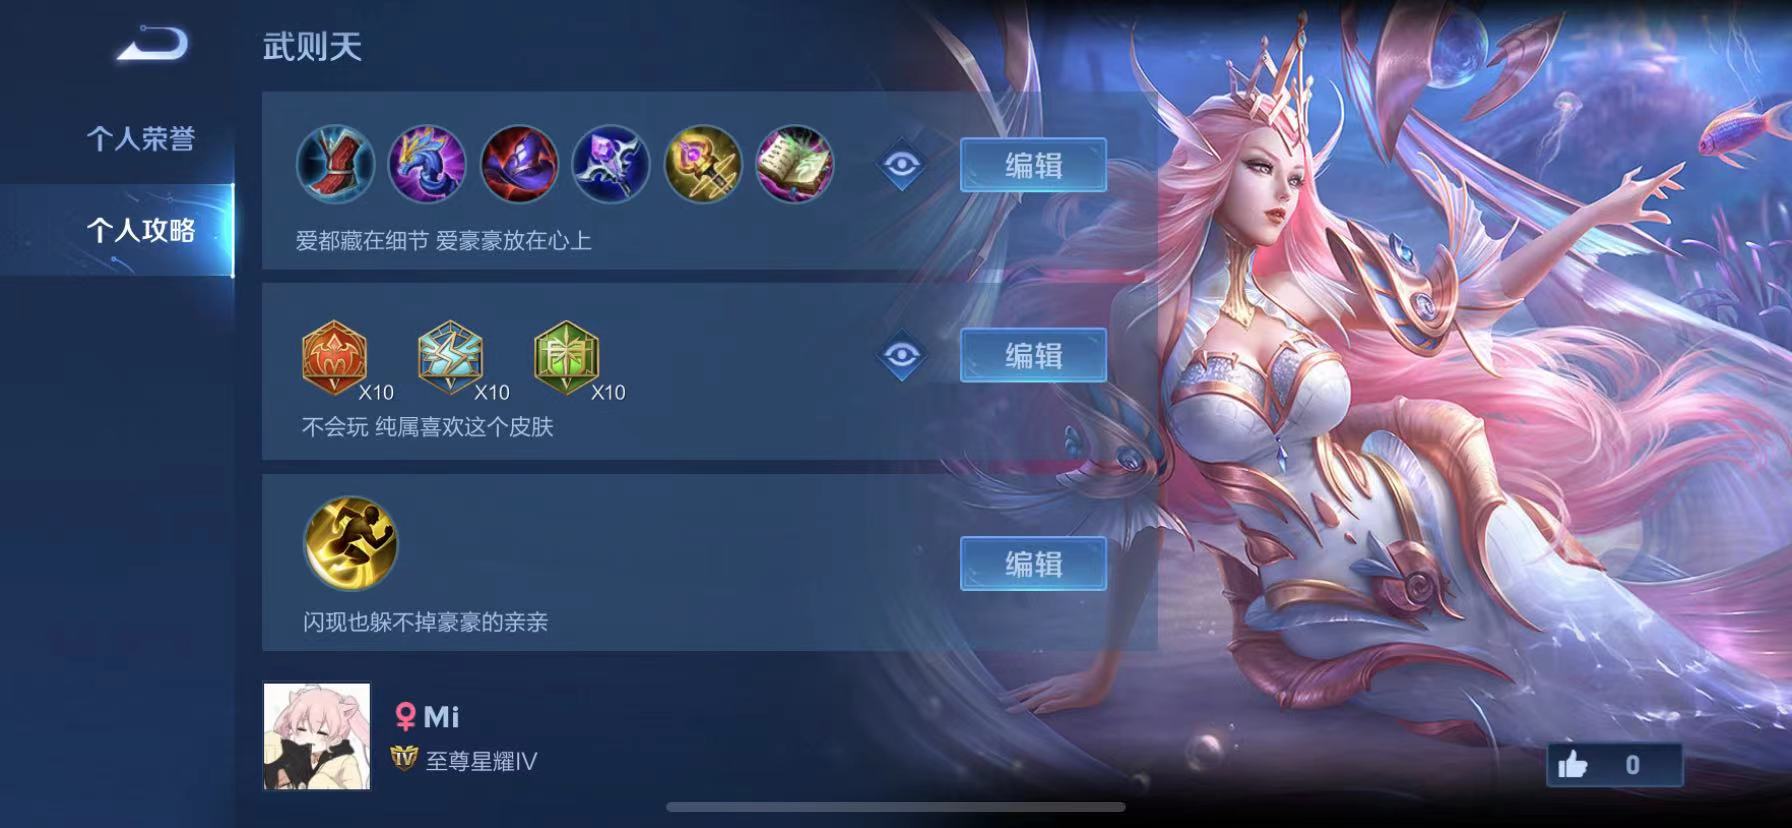 武则天
个人荣誉
个人攻略
编辑
爱都藏在细节 爱豪豪放在心上
X10 X10 X10
编辑
不会玩 纯属喜欢这个皮肤
编辑
闪现也躲不掉豪豪的亲亲
Mi
IV 至尊星耀IV
0